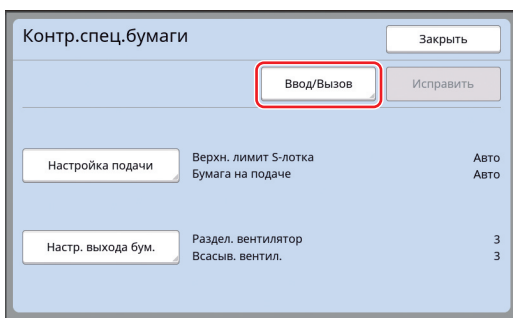 Контр.спец.бумаги Закрыть
Ввод/Вызов Исправить
Настройка подачи Верхн. лимит S-лотка Авто
Бумага на подаче Авто
Настр. выхода бум. Раздел. вентилятор 3
Всасыв. вентил. 3